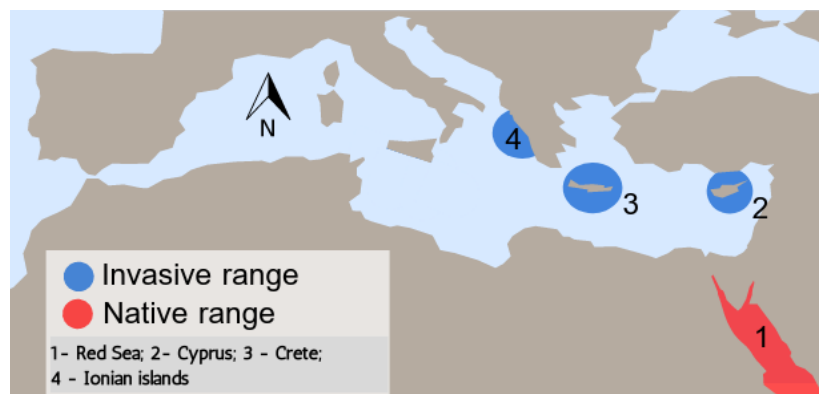 N
4
3
2
1
Invasive range
Native range
1- Red Sea; 2- Cyprus; 3 - Crete;
4 - Ionian islands